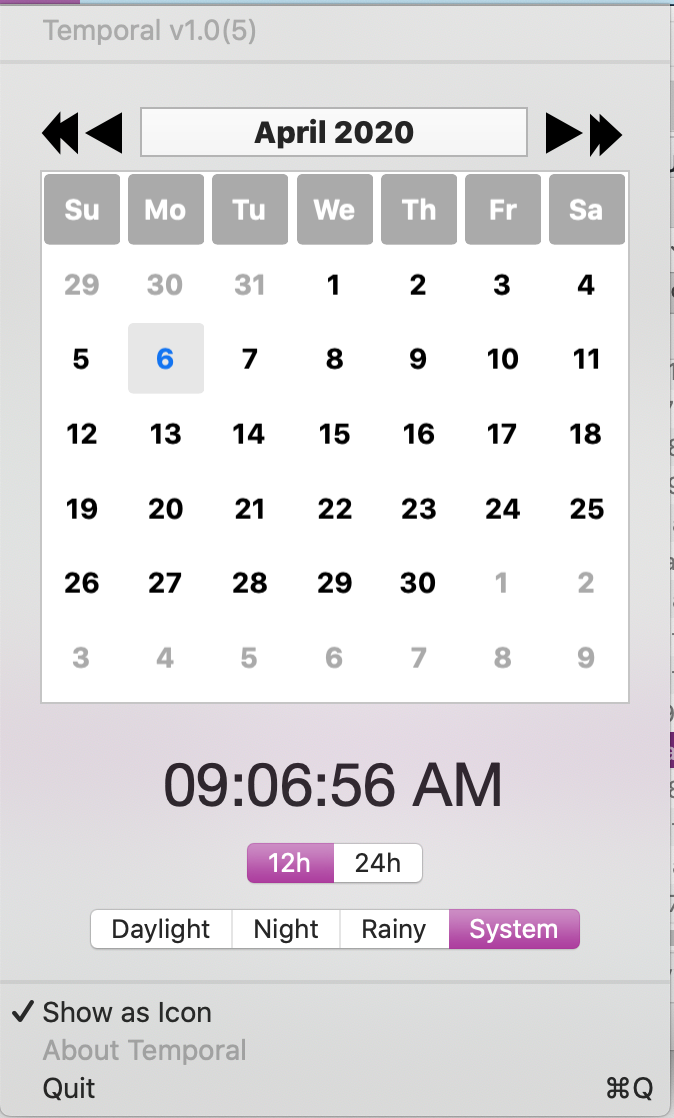 Temporal v1.0(5)
April 2020
Su Mo Tu We Th Fr Sa
29 30 31 1 2 3 4
5 6 7 8 9 10 11
12 13 14 15 16 17 18
19 20 21 22 23 24 25
26 27 28 29 30 1 2
3 4 5 6 7 8 9
09:06:56 AM
12h 24h
Daylight Night Rainy System
Show as Icon
About Temporal
Quit ⌘Q